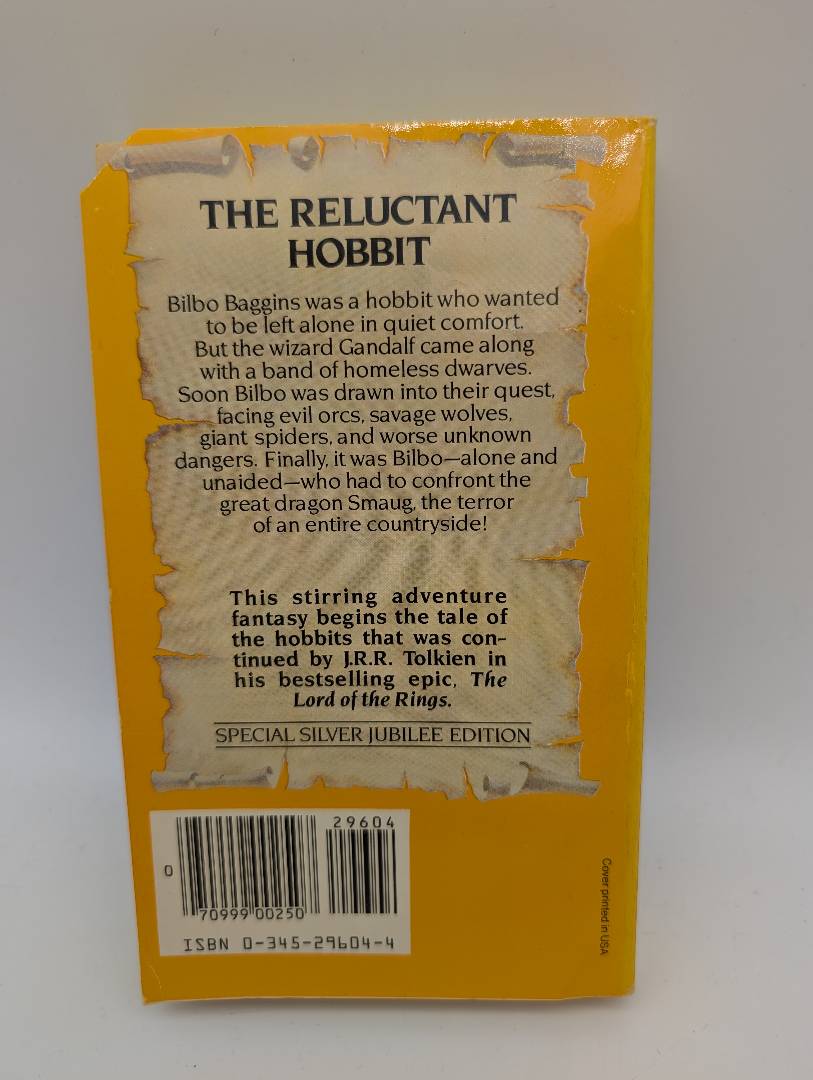 THE RELUCTANT
HOBBIT
Bilbo Baggins was a hobbit who wanted
to be left alone in quiet comfort.
But the wizard Gandalf came along
with a band of homeless dwarves.
Soon Bilbo was drawn into their quest,
facing evil orcs, savage wolves,
giant spiders, and worse unknown
dangers. Finally, it was Bilbo—alone and
unaided—who had to confront the
great dragon Smaug, the terror
of an entire countryside!
This stirring adventure
fantasy begins the tale of
the hobbits that was con-
tinued by J.R.R. Tolkien in
his bestselling epic, The
Lord of the Rings.
SPECIAL SILVER JUBILEE EDITION
29604
0
70999 00250
ISBN 0-345-29604-4
Cover printed in USA